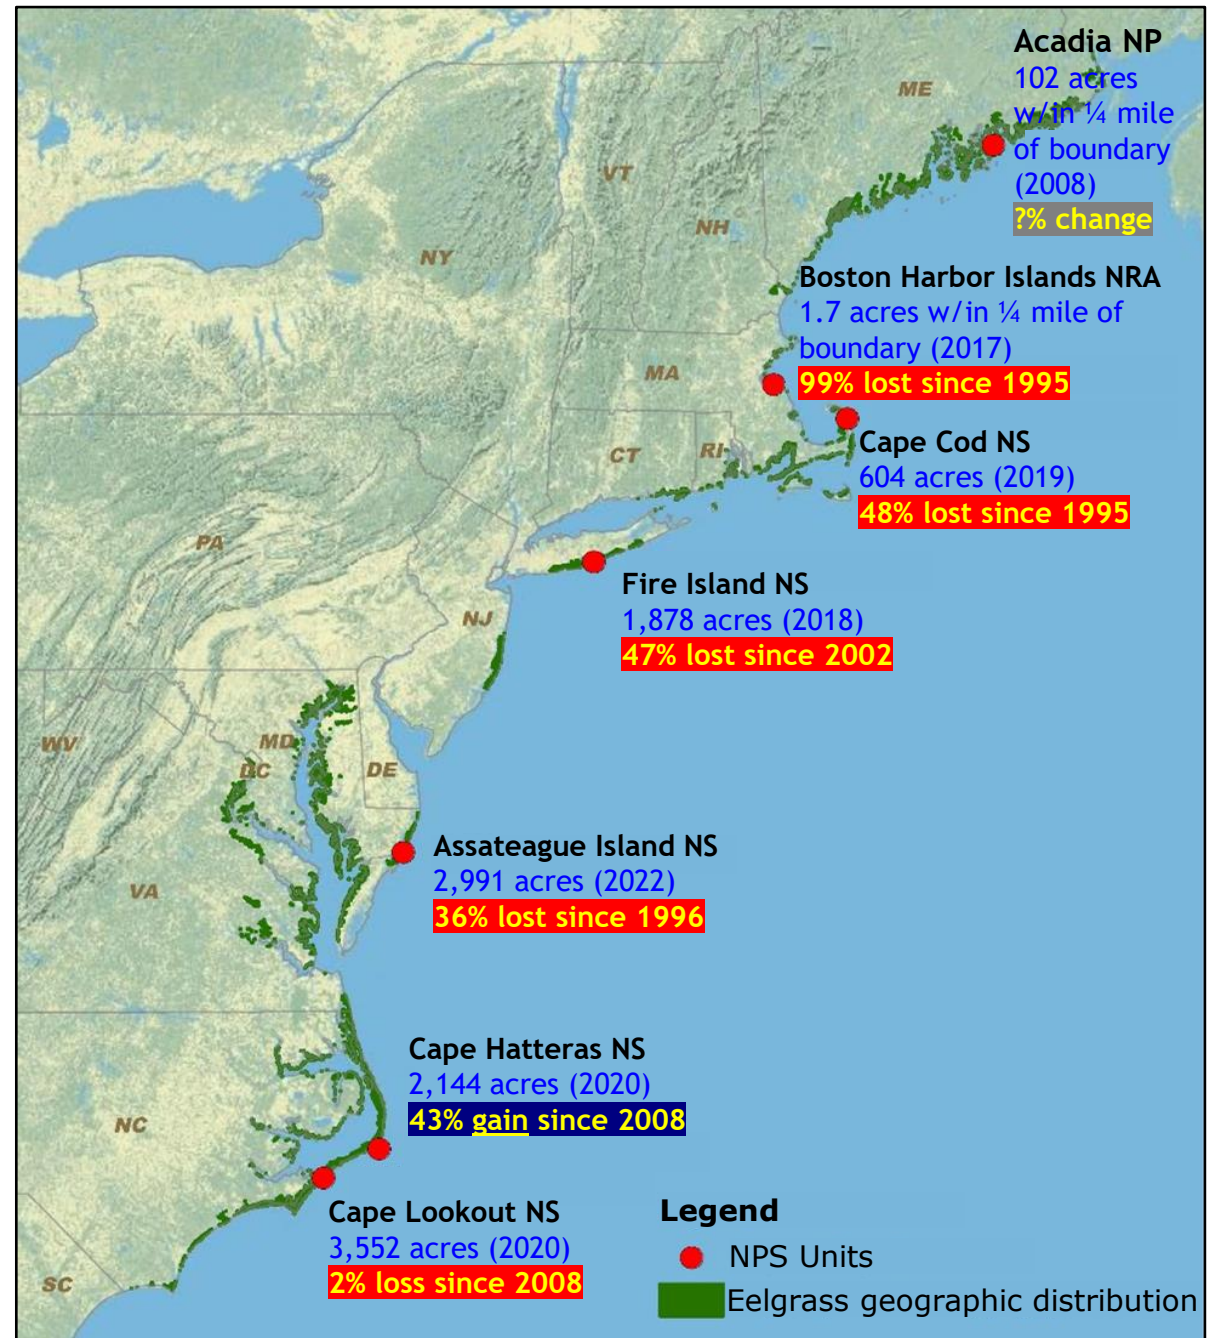 Acadia NP
102 acres
w/in ¼ mile
of boundary
(2008)
?% change
ME
VT
NH
NY
Boston Harbor Islands NRA
1.7 acres w/in ¼ mile of
boundary (2017)
99% lost since 1995
MA
Cape Cod NS
604 acres (2019)
48% lost since 1995
CT
RI
PA
Fire Island NS
1,878 acres (2018)
47% lost since 2002
NJ
WV
MD
DC
DE
Assateague Island NS
2,991 acres (2022)
36% lost since 1996
VA
Cape Hatteras NS
2,144 acres (2020)
43% gain since 2008
NC
Cape Lookout NS
3,552 acres (2020)
2% loss since 2008
SC
Legend
NPS Units
Eelgrass geographic distribution